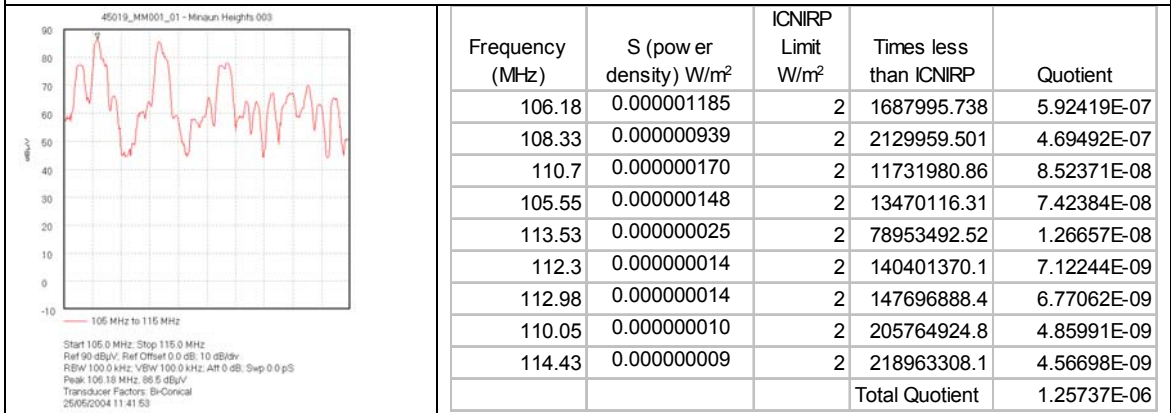 45019_MM001_01 - Minaun Heights 003
90
80
70
60
50
40
30
20
10
0
-10
dBµV
105 MHz to 115 MHz
Start 105.0 MHz; Stop 115.0 MHz
Ref 90 dBµV; Ref Offset 0.0 dB; 10 dB/div
RBW 100.0 kHz; VBW 100.0 kHz; Att 0 dB; Swp 0.0 pS
Peak 106.18 MHz, 86.5 dBµV
Transducer Factors: Bi-Conical
25/05/2004 11:41:53
Frequency (MHz) S (power density) W/m² ICNIRP Limit W/m² Times less than ICNIRP Quotient
106.18 0.000001185 2 1687995.738 5.92419E-07
108.33 0.000000939 2 2129959.501 4.69492E-07
110.7 0.000000170 2 11731980.86 8.52371E-08
105.55 0.000000148 2 13470116.31 7.42384E-08
113.53 0.000000025 2 78953492.52 1.26657E-08
112.3 0.000000014 2 140401370.1 7.12244E-09
112.98 0.000000014 2 147696888.4 6.77062E-09
110.05 0.000000010 2 205764924.8 4.85991E-09
114.43 0.000000009 2 218963308.1 4.56698E-09
Total Quotient 1.25737E-06